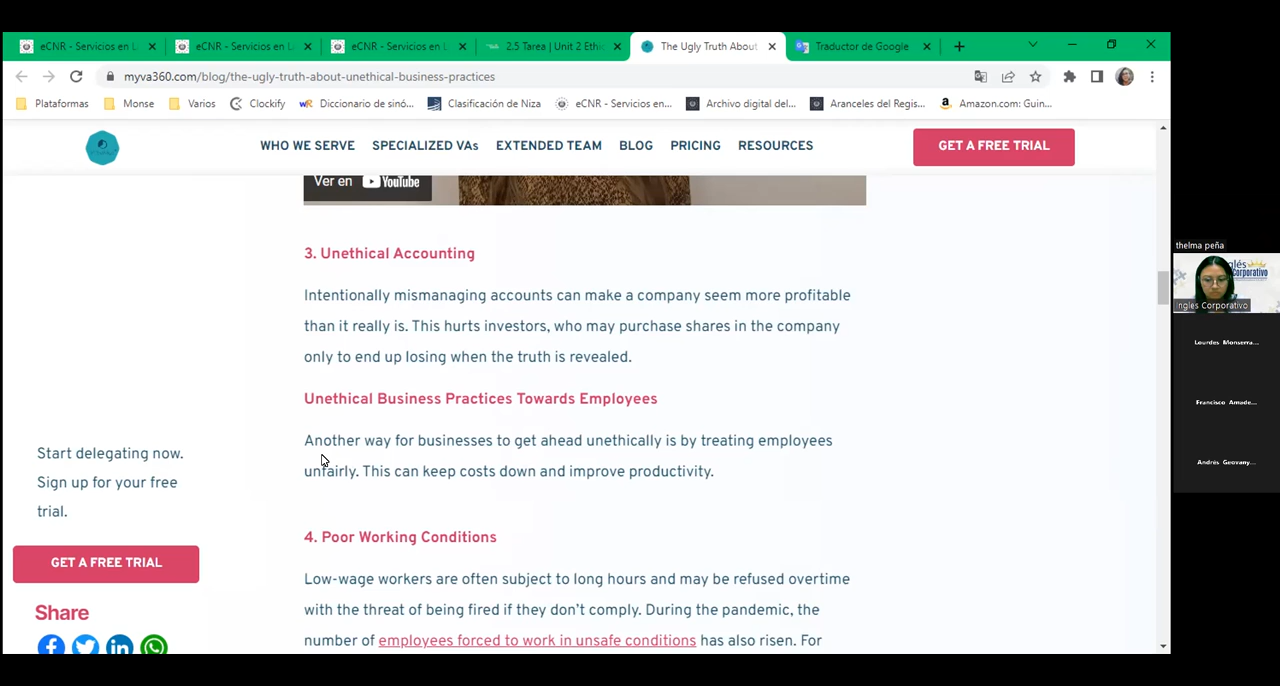 eCNR - Servicios en L
eCNR - Servicios en L
eCNR - Servicios en L
2.5 Tarea | Unit 2 Ethi
The Ugly Truth About
Traductor de Google
myva360.com/blog/the-ugly-truth-about-unethical-business-practices
Plataformas
Monse
Varios
Clockify
wR
Diccionario de sinó...
Clasificación de Niza
eCNR - Servicios en...
Archivo digital del...
Aranceles del Regis...
Amazon.com: Guin...
WHO WE SERVE
SPECIALIZED VAs
EXTENDED TEAM
BLOG
PRICING
RESOURCES
GET A FREE TRIAL
Ver en YouTube
3. Unethical Accounting
Intentionally mismanaging accounts can make a company seem more profitable
than it really is. This hurts investors, who may purchase shares in the company
only to end up losing when the truth is revealed.
Unethical Business Practices Towards Employees
Another way for businesses to get ahead unethically is by treating employees
unfairly. This can keep costs down and improve productivity.
4. Poor Working Conditions
Low-wage workers are often subject to long hours and may be refused overtime
with the threat of being fired if they don't comply. During the pandemic, the
number of employees forced to work in unsafe conditions has also risen. For
Start delegating now.
Sign up for your free
trial.
GET A FREE TRIAL
Share
thelma peña
Inglés Corporativo
Lourdes Monserra...
Francisco Amade...
Andrés Geovany...